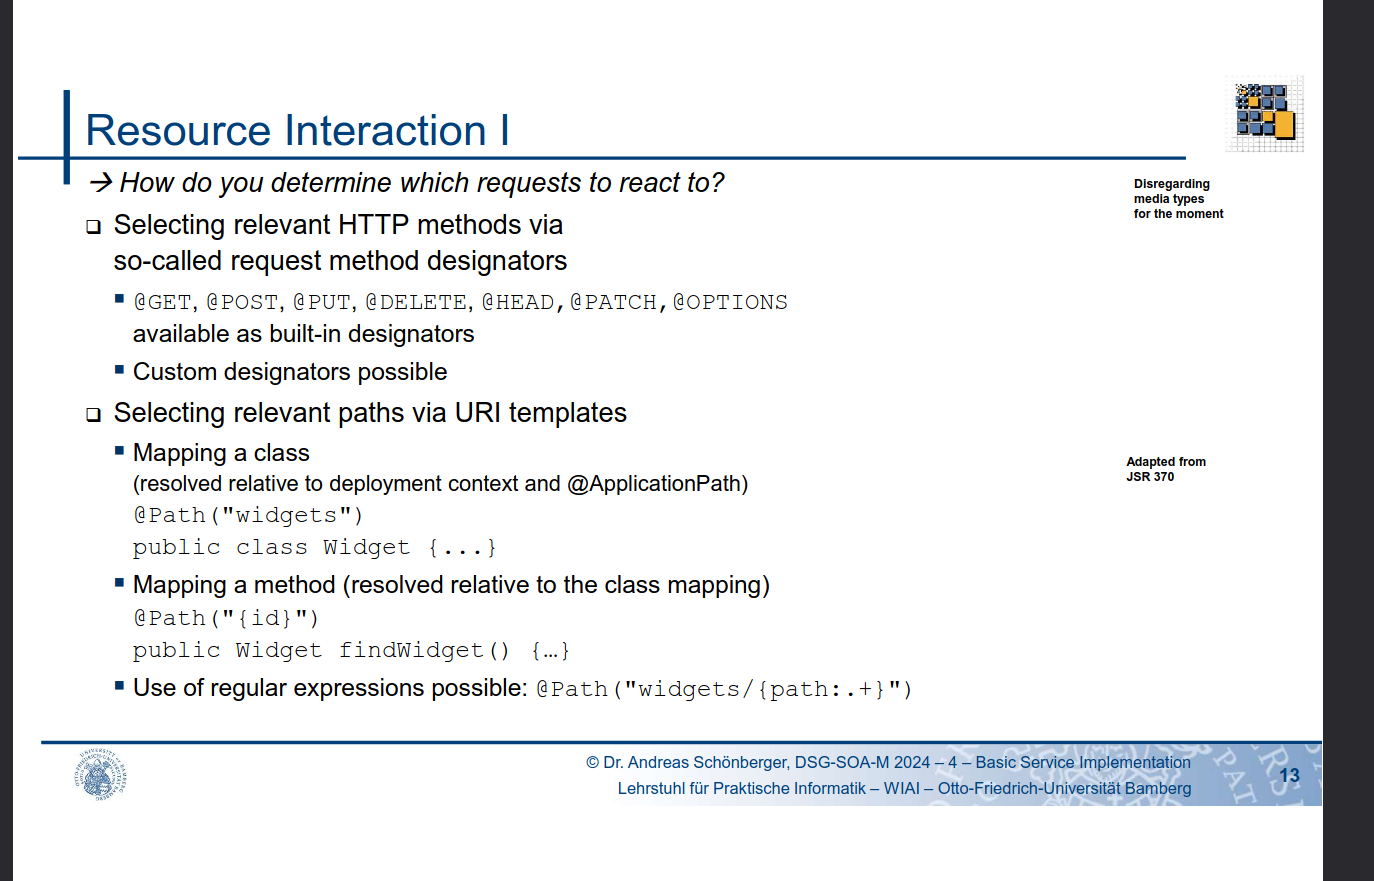 Resource Interaction I
→ How do you determine which requests to react to?
Disregarding
media types
for the moment
❑ Selecting relevant HTTP methods via
so-called request method designators
▪ @GET, @POST, @PUT, @DELETE, @HEAD, @PATCH, @OPTIONS
available as built-in designators
▪ Custom designators possible
❑ Selecting relevant paths via URI templates
▪ Mapping a class
(resolved relative to deployment context and @ApplicationPath)
@Path("widgets")
public class Widget {...}
Adapted from
JSR 370
▪ Mapping a method (resolved relative to the class mapping)
@Path("{id}")
public Widget findWidget() {…}
▪ Use of regular expressions possible: @Path("widgets/{path:.+}")
© Dr. Andreas Schönberger, DSG-SOA-M 2024 – 4 – Basic Service Implementation
Lehrstuhl für Praktische Informatik – WIAI – Otto-Friedrich-Universität Bamberg
13